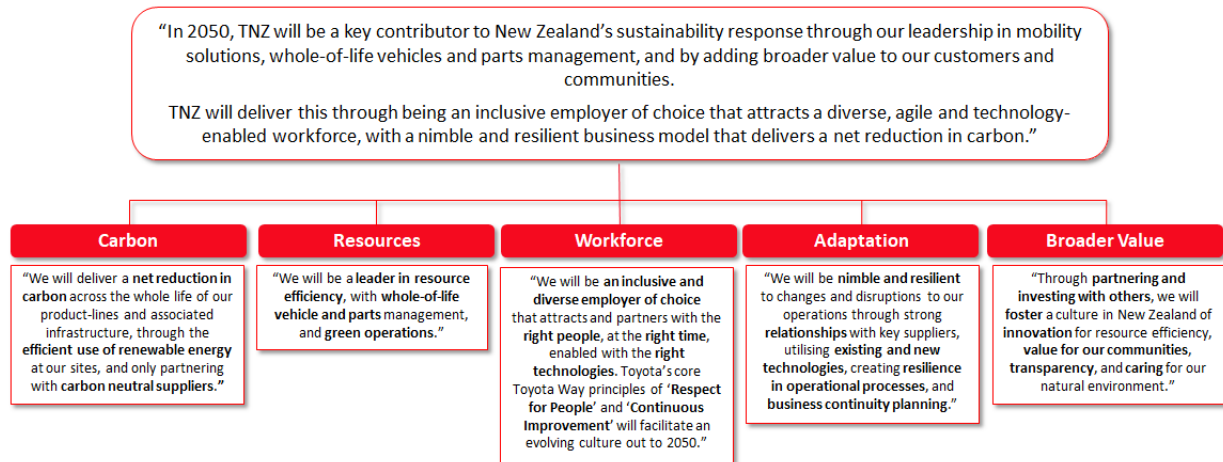 “In 2050, TNZ will be a key contributor to New Zealand’s sustainability response through our leadership in mobility
solutions, whole-of-life vehicles and parts management, and by adding broader value to our customers and
communities.
TNZ will deliver this through being an inclusive employer of choice that attracts a diverse, agile and technology-
enabled workforce, with a nimble and resilient business model that delivers a net reduction in carbon.”
Carbon
“We will deliver a net reduction in
carbon across the whole life of our
product-lines and associated
infrastructure, through the
efficient use of renewable energy
at our sites, and only partnering
with carbon neutral suppliers.”
Resources
“We will be a leader in resource
efficiency, with whole-of-life
vehicle and parts management,
and green operations.”
Workforce
“We will be an inclusive and
diverse employer of choice
that attracts and partners with the
right people, at the right time,
enabled with the right
technologies. Toyota’s core
Toyota Way principles of ‘Respect
for People’ and ‘Continuous
Improvement’ will facilitate an
evolving culture out to 2050.”
Adaptation
“We will be nimble and resilient
to changes and disruptions to our
operations through strong
relationships with key suppliers,
utilising existing and new
technologies, creating resilience
in operational processes, and
business continuity planning.”
Broader Value
“Through partnering and
investing with others, we will
foster a culture in New Zealand of
innovation for resource efficiency,
value for our communities,
transparency, and caring for our
natural environment.”